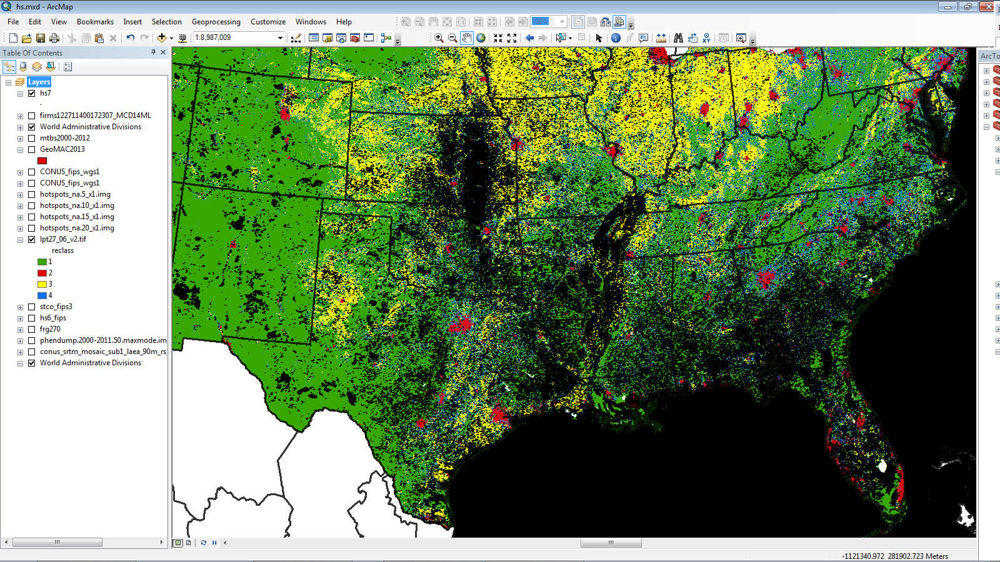 hs.mxd - ArcMap
File Edit View Bookmarks Insert Selection Geoprocessing Customize Windows Help
100%
1:8,987,009
XY
Table Of Contents
ArcTo
Layers
hs7
firms122711400172307_MCD14ML
World Administrative Divisions
mtbs2000-2012
GeoMAC2013
CONUS_fips_wgs1
CONUS_fips_wgs1
hotspots_na.5_x1.img
hotspots_na.10_x1.img
hotspots_na.15_x1.img
hotspots_na.20_x1.img
lpt27_06_v2.tif
reclass
1
2
3
4
stco_fips3
hs6_fips
frg270
phendump.2000-2011.50.maxmode.im
conus_srtm_mosaic_sub1_laea_90m_rs
World Administrative Divisions
-1121340.972 281902.723 Meters